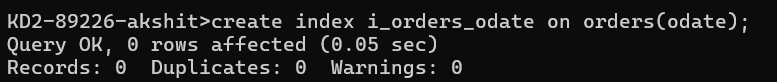 KD2-89226-akshit>create index i_orders_odate on orders(odate);
Query OK, 0 rows affected (0.05 sec)
Records: 0  Duplicates: 0  Warnings: 0